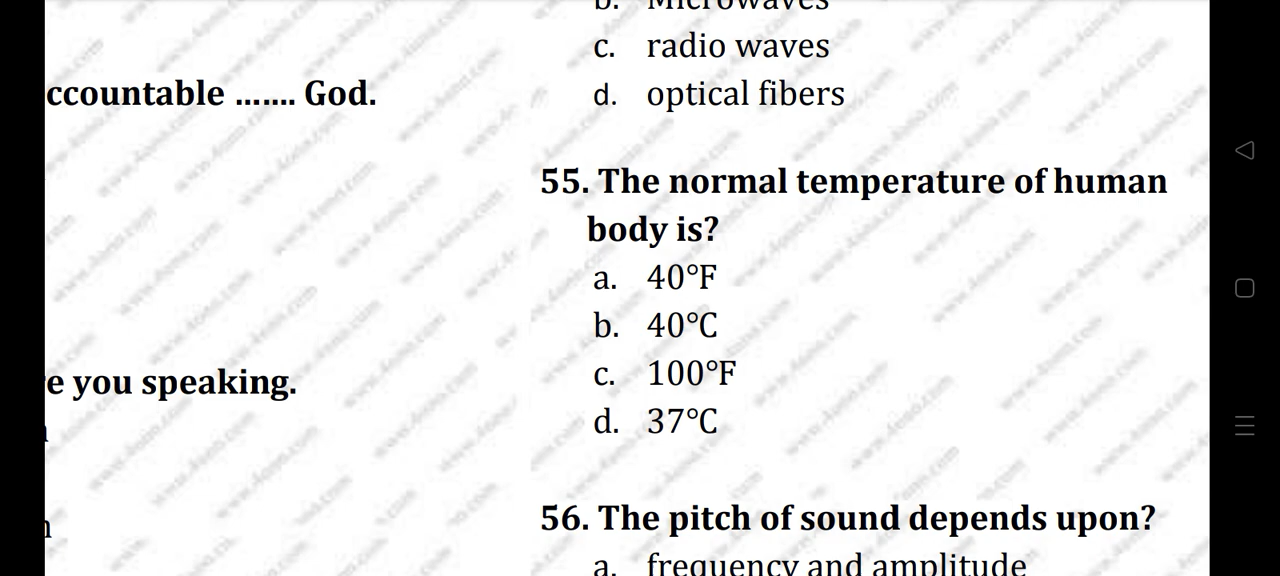 ccountable ....... God.
e you speaking.
b. Microwaves
c. radio waves
d. optical fibers
55. The normal temperature of human
body is?
a. 40°F
b. 40°C
c. 100°F
d. 37°C
56. The pitch of sound depends upon?
a. frequency and amplitude